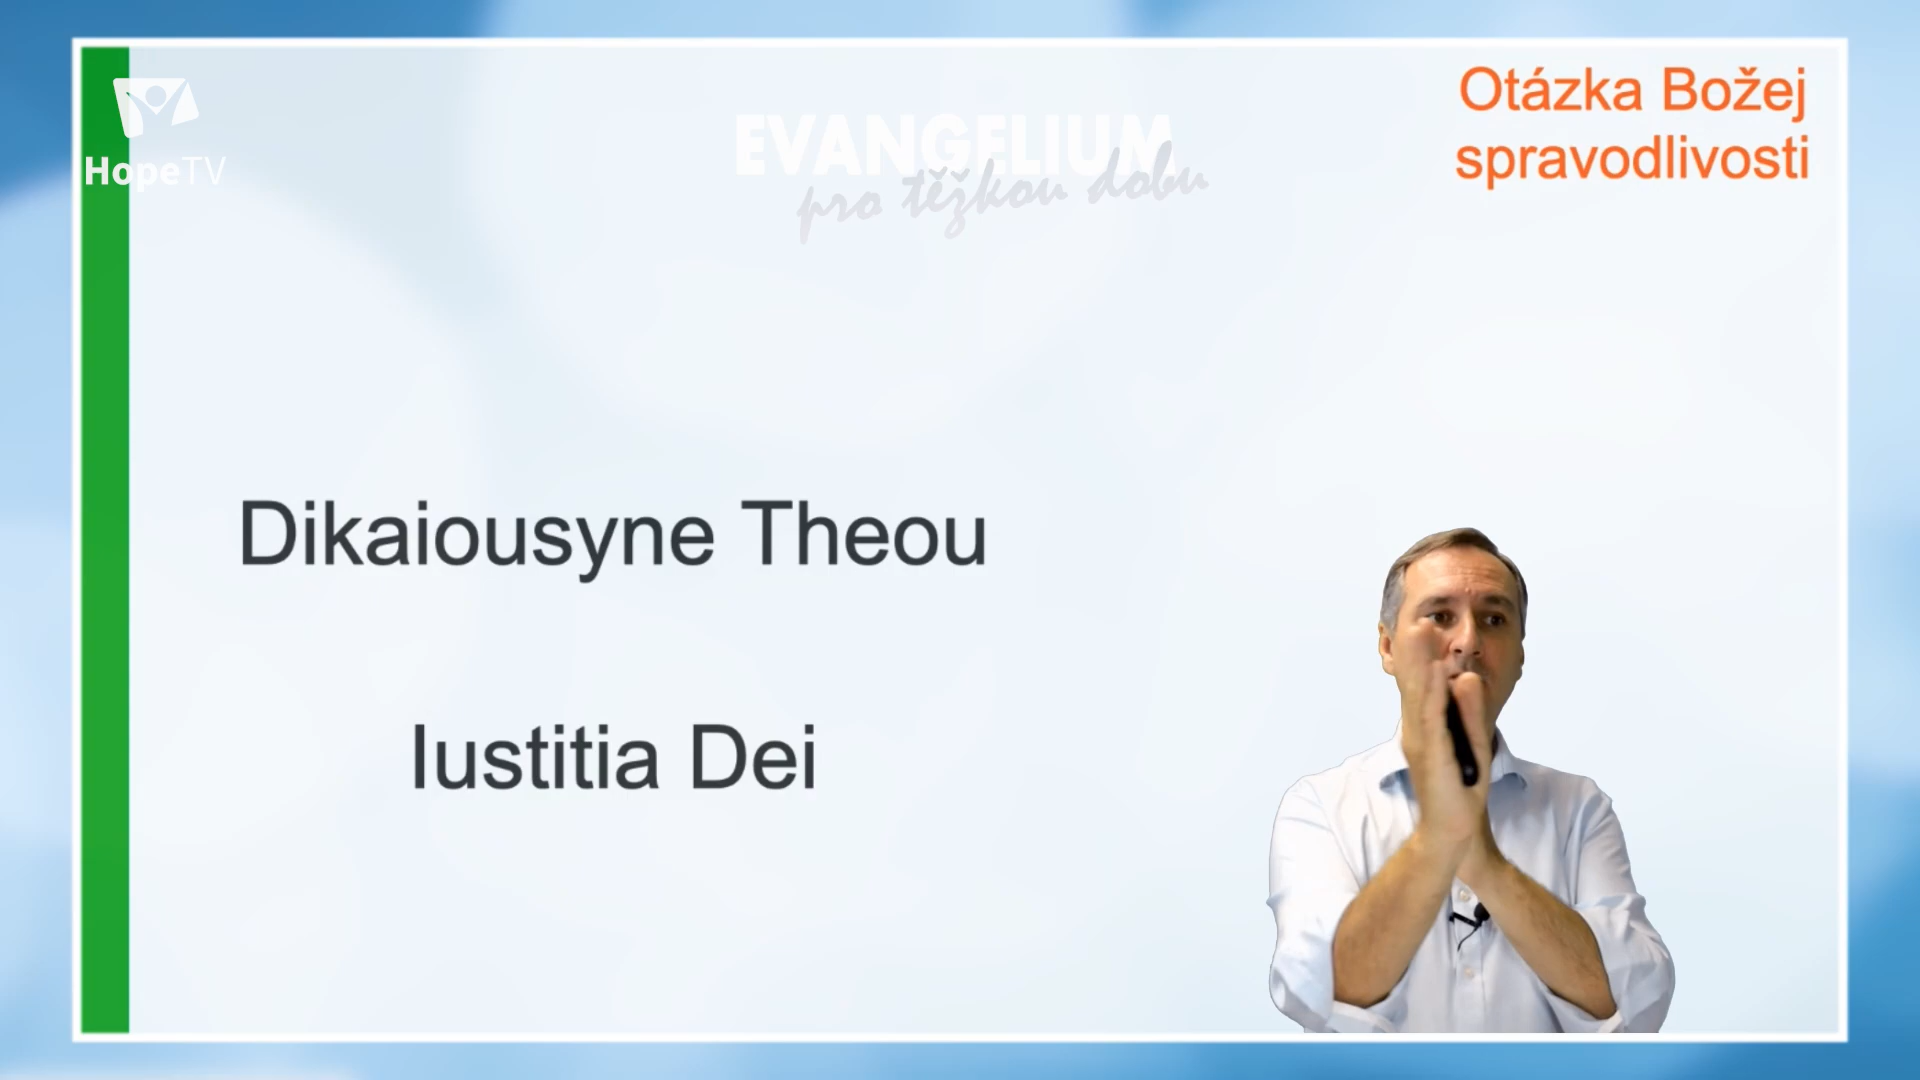 HopeTV
EVANGELIUM
pro těžkou dobu
Otázka Božej
spravodlivosti
Dikaiousyne Theou
Iustitia Dei